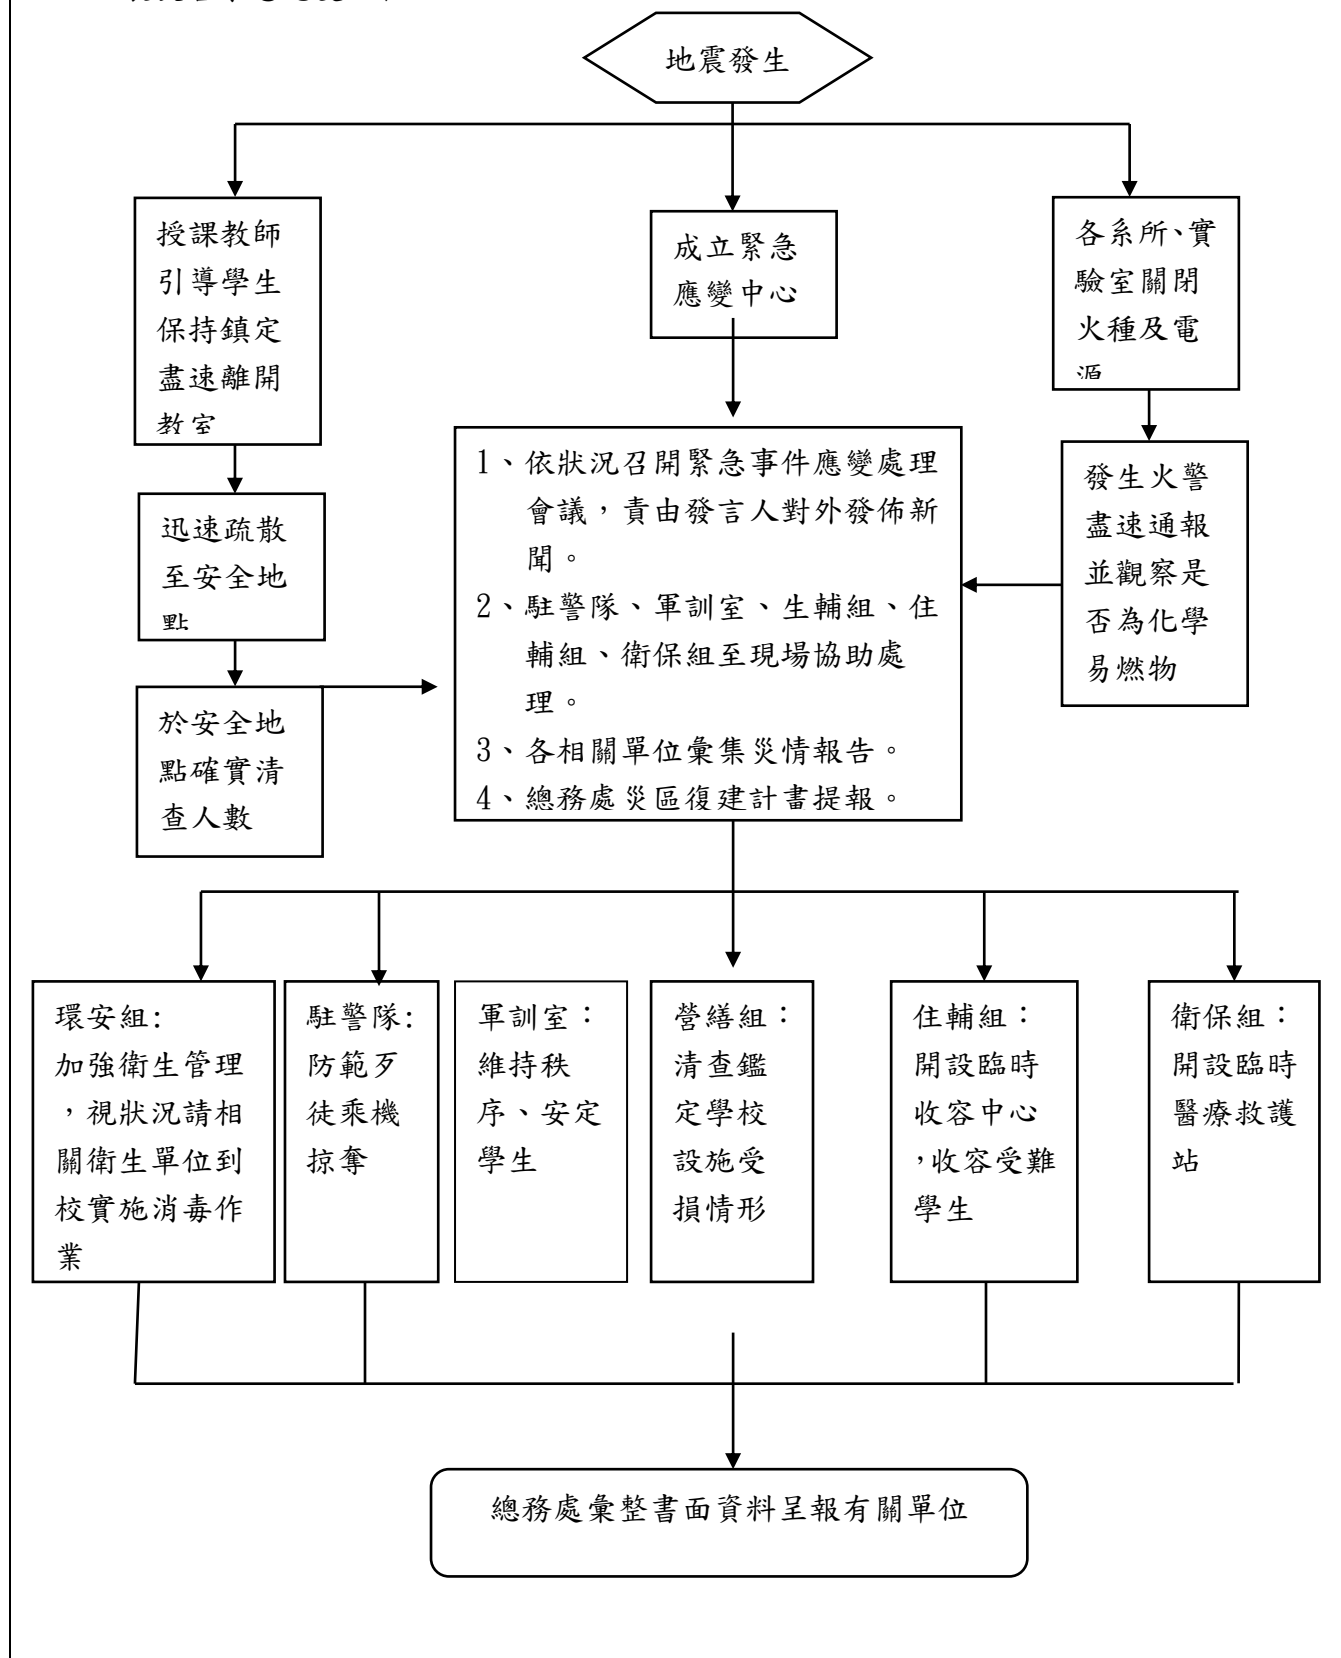 地震發生
授課教師
引導學生
保持鎮定
盡速離開
教室
成立緊急
應變中心
各系所、實
驗室關閉
火種及電
源
迅速疏散
至安全地
點
於安全地
點確實清
查人數
1、依狀況召開緊急事件應變處理
會議，責由發言人對外發佈新
聞。
2、駐警隊、軍訓室、生輔組、住
輔組、衛保組至現場協助處
理。
3、各相關單位彙集災情報告。
4、總務處災區復建計畫提報。
發生火警
盡速通報
並觀察是
否為化學
易燃物
環安組:
加強衛生管理
，視狀況請相
關衛生單位到
校實施消毒作
業
駐警隊:
防範歹
徒乘機
掠奪
軍訓室：
維持秩
序、安定
學生
營繕組：
清查鑑
定學校
設施受
損情形
住輔組：
開設臨時
收容中心
，收容受難
學生
衛保組：
開設臨時
醫療救護
站
總務處彙整書面資料呈報有關單位